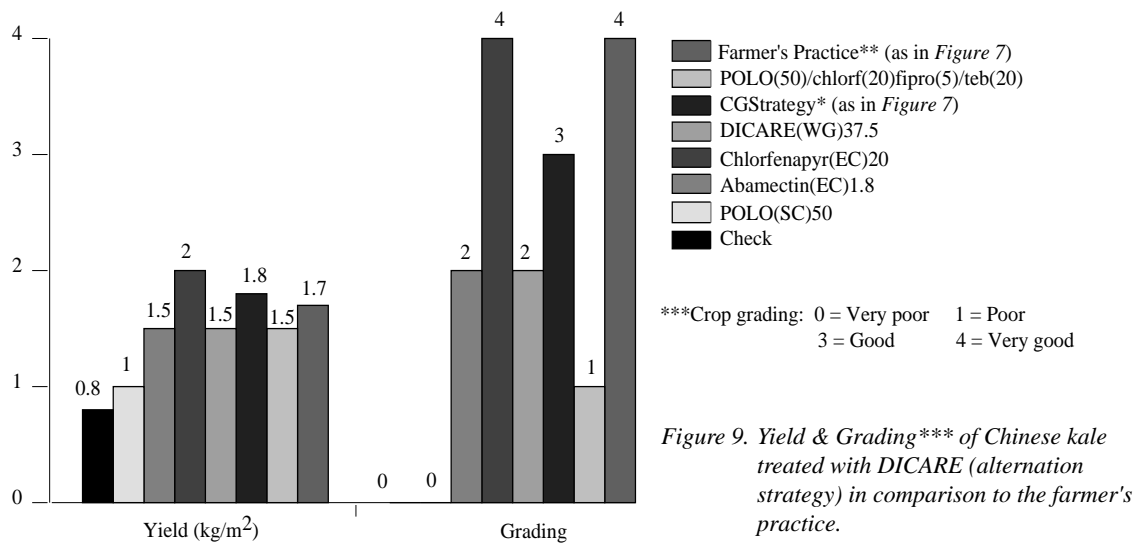 4
3
2
1
0
0.8
1
1.5
2
1.5
1.8
1.5
1.7
0
0
2
4
2
3
1
4
Yield (kg/m2)
Grading
Farmer's Practice** (as in Figure 7)
POLO(50)/chlorf(20)fipro(5)/teb(20)
CGStrategy* (as in Figure 7)
DICARE(WG)37.5
Chlorfenapyr(EC)20
Abamectin(EC)1.8
POLO(SC)50
Check
***Crop grading: 0 = Very poor 1 = Poor
3 = Good 4 = Very good
Figure 9. Yield & Grading*** of Chinese kale
treated with DICARE (alternation
strategy) in comparison to the farmer's
practice.